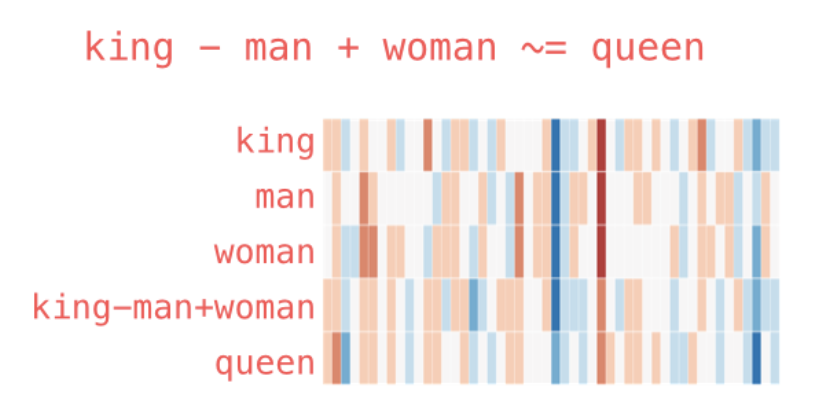 king − man + woman ~= queen
king
man
woman
king−man+woman
queen